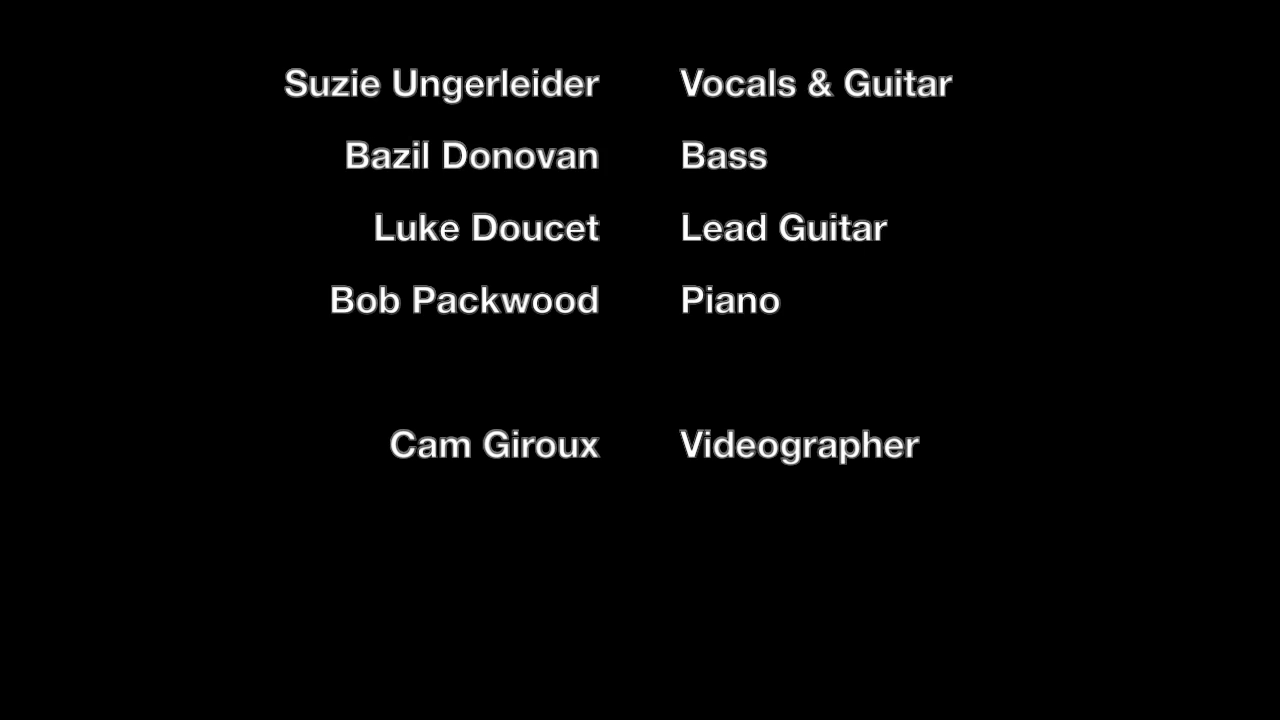 Suzie Ungerleider Vocals & Guitar
Bazil Donovan Bass
Luke Doucet Lead Guitar
Bob Packwood Piano
Cam Giroux Videographer